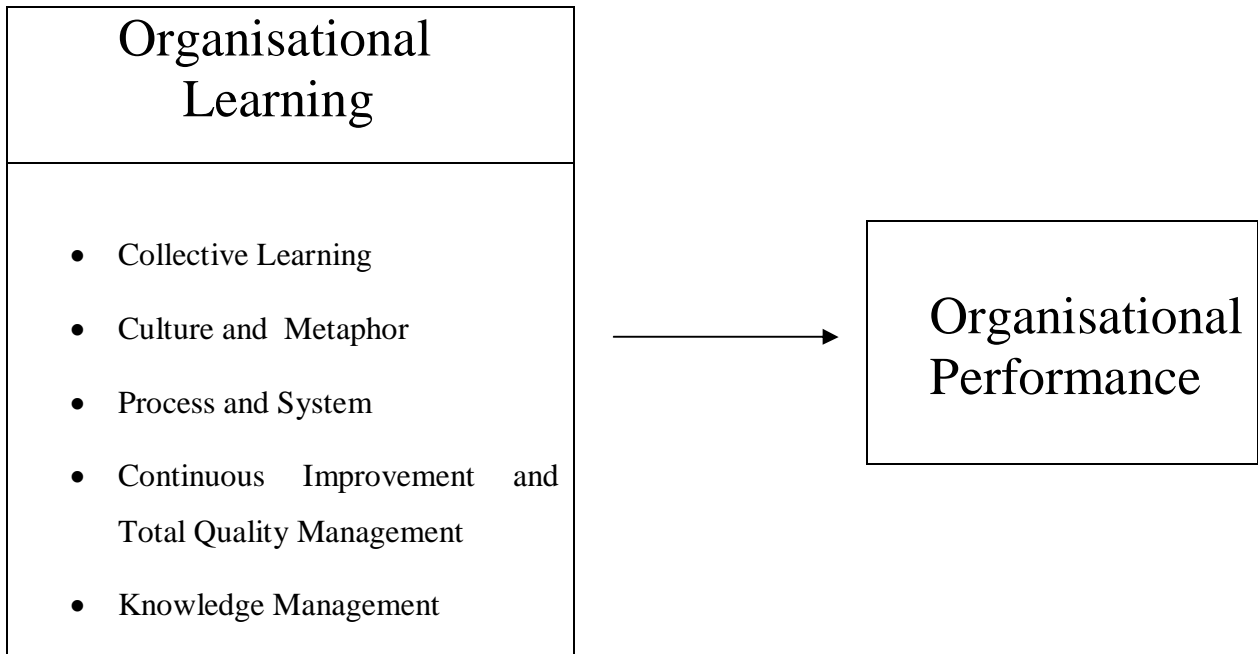 Organisational
Learning
• Collective Learning
• Culture and Metaphor
• Process and System
• Continuous Improvement and
Total Quality Management
• Knowledge Management
Organisational
Performance